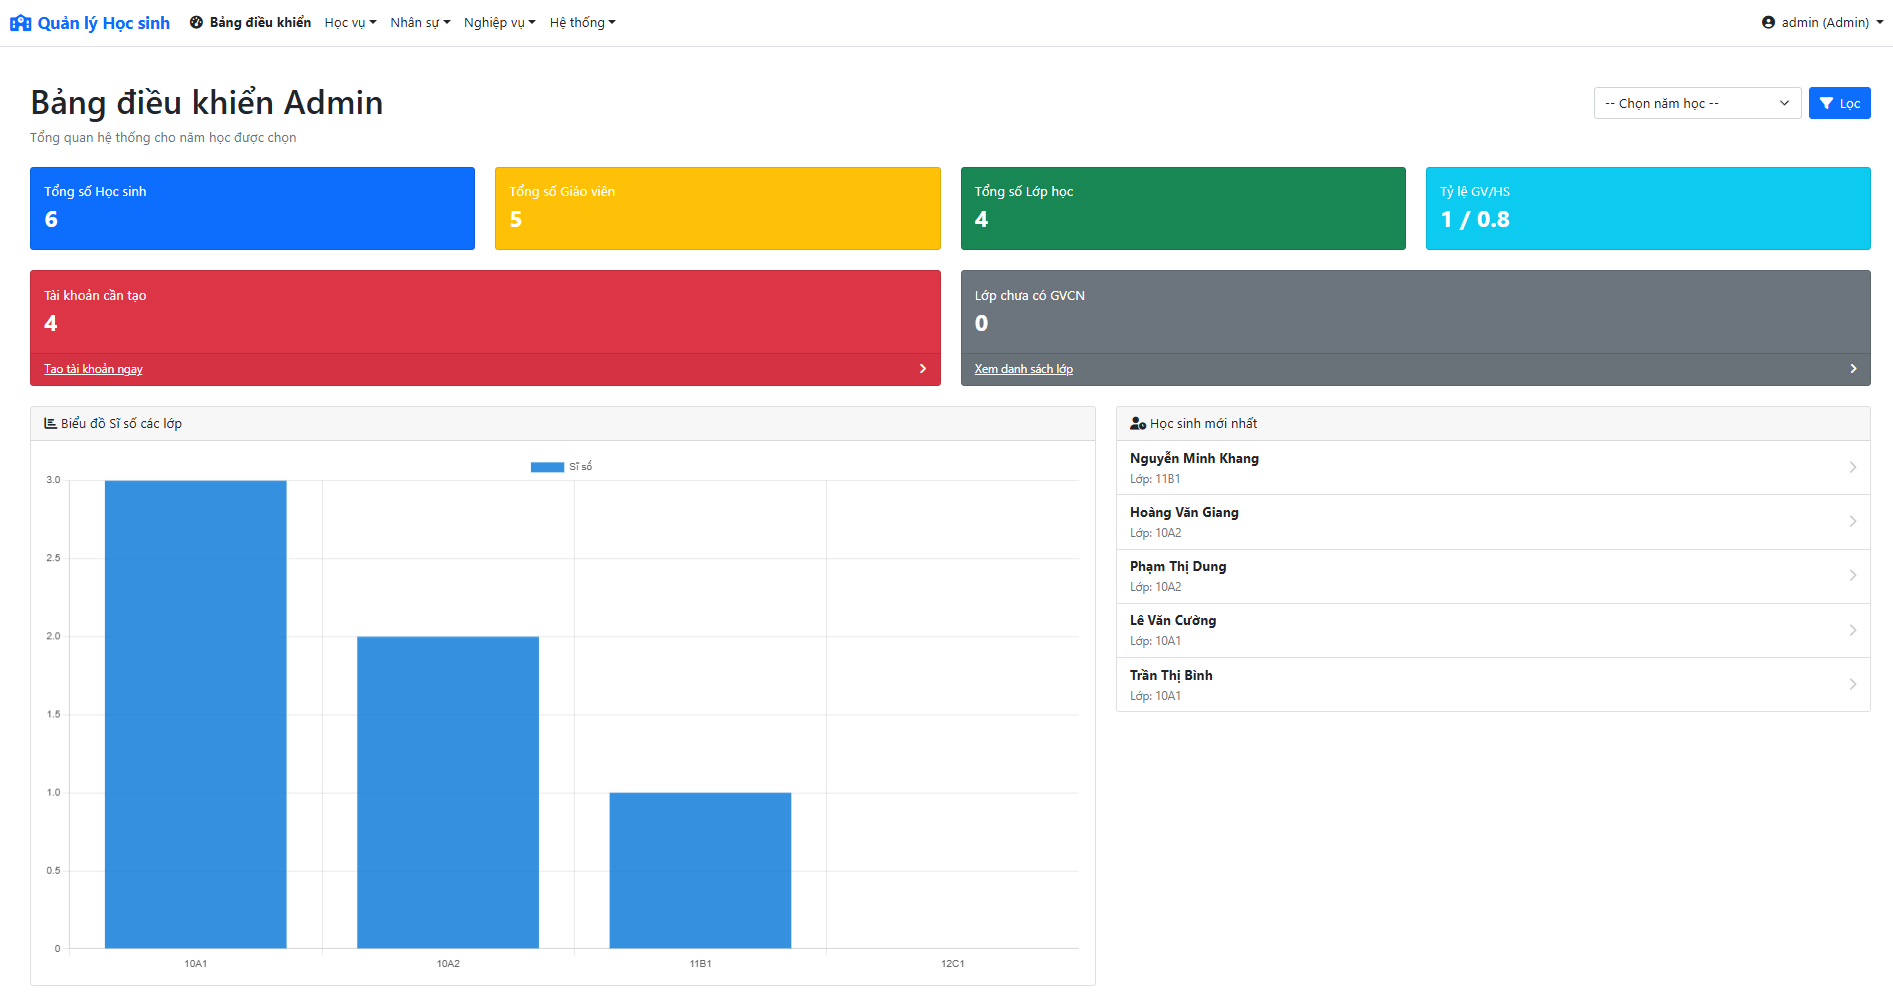 Quản lý Học sinh Bảng điều khiển Học vụ Nhân sự Nghiệp vụ Hệ thống admin (Admin)
Bảng điều khiển Admin
-- Chọn năm học -- Lọc
Tổng quan hệ thống cho năm học được chọn
Tổng số Học sinh
6
Tổng số Giáo viên
5
Tổng số Lớp học
4
Tỷ lệ GV/HS
1 / 0.8
Tài khoản cần tạo
4
Tạo tài khoản ngay
Lớp chưa có GVCN
0
Xem danh sách lớp
Biểu đồ Sĩ số các lớp
Sĩ số
3.0
2.5
2.0
1.5
1.0
0.5
0
10A1 10A2 11B1 12C1
Học sinh mới nhất
Nguyễn Minh Khang
Lớp: 11B1
Hoàng Văn Giang
Lớp: 10A2
Phạm Thị Dung
Lớp: 10A2
Lê Văn Cường
Lớp: 10A1
Trần Thị Bình
Lớp: 10A1